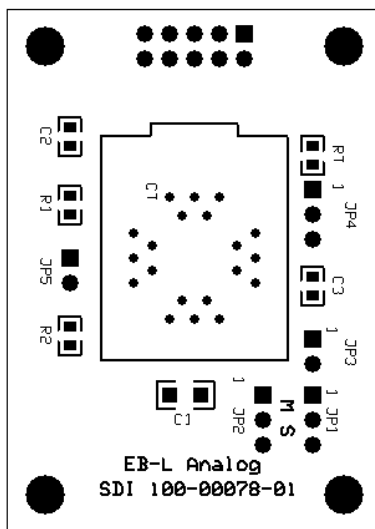 C2
RT
R1
CT
1
JP4
JP5
C3
R2
1
JP3
C1
1
JP2
M S
1
JP1
EB-L Analog
SDI 100-00078-01